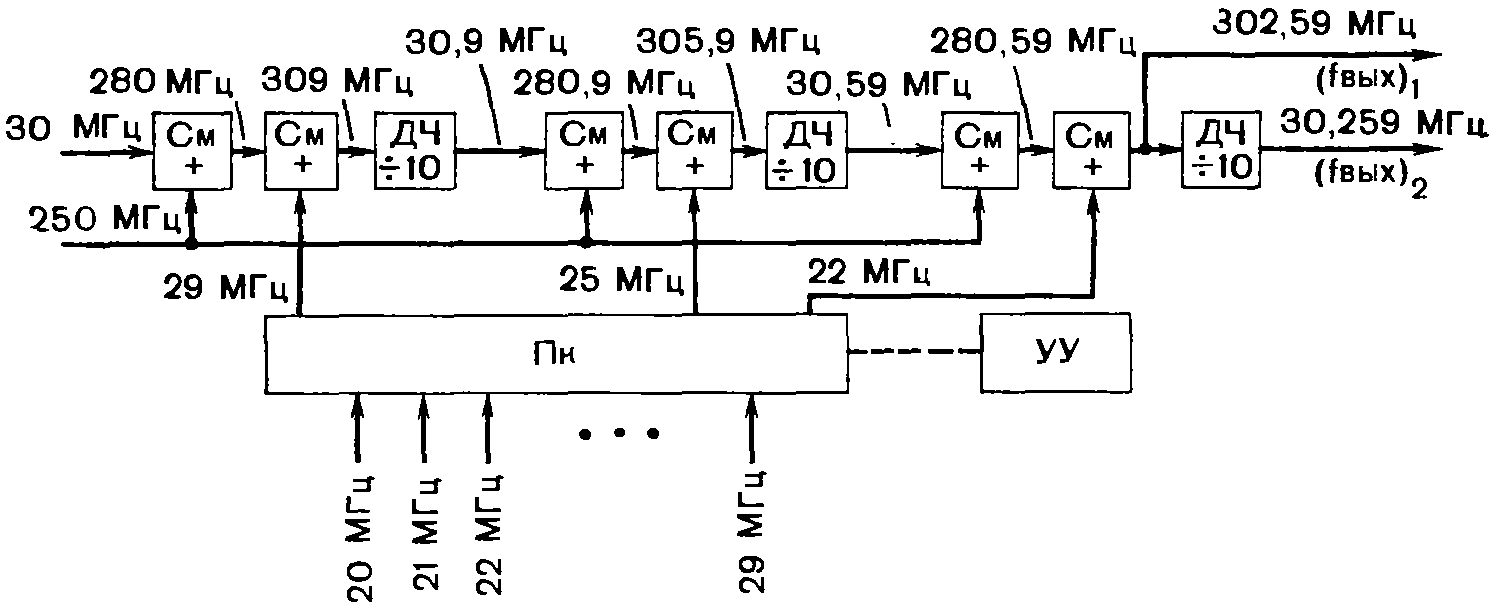 302,59 МГц
30,9 МГц
305,9 МГц
280,59 МГц
280 МГц
309 МГц
280,9 МГц
30,59 МГц
(fвых)1
30 МГц
См
+
См
+
ДЧ
÷10
См
+
См
+
ДЧ
÷10
См
+
См
+
ДЧ
÷10
30,259 МГц
(fвых)2
250 МГц
29 МГц
25 МГц
22 МГц
Пк
УУ
• • •
20 МГц
21 МГц
22 МГц
29 МГц